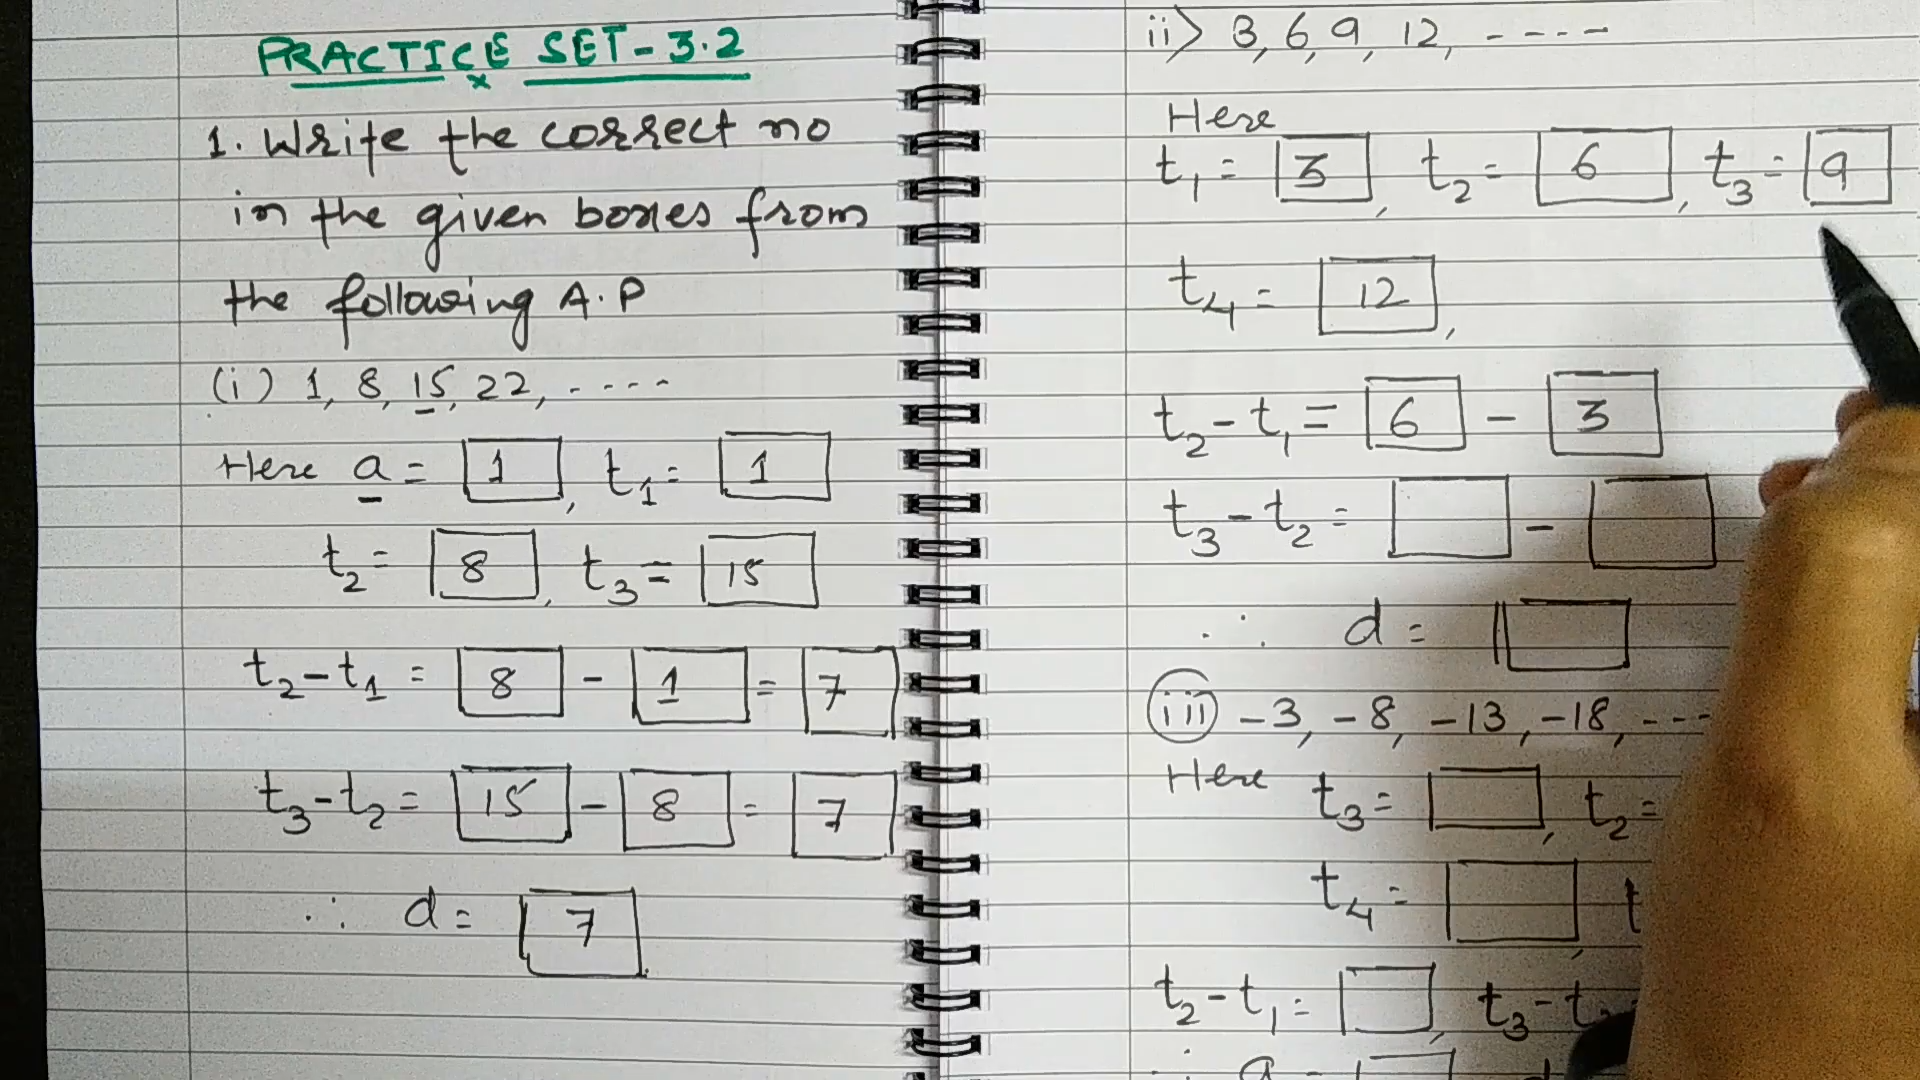 PRACTICE SET-3.2
1. Write the correct no
in the given boxes from
the following A.P
(i) 1, 8, 15, 22, ----
Here a = 1, t1 = 1
t2 = 8, t3 = 15
t2-t1 = 8 - 1 = 7
t3-t2 = 15 - 8 = 7
∴ d = 7
ii) 3, 6, 9, 12, ----
Here
t1 = 3, t2 = 6, t3 = 9
t4 = 12,
t2-t1 = 6 - 3
t3-t2 = -
∴ d =
iii) -3, -8, -13, -18, ---
Here t3 = , t2 =
t4 = , t
t2-t1 = , t3-t